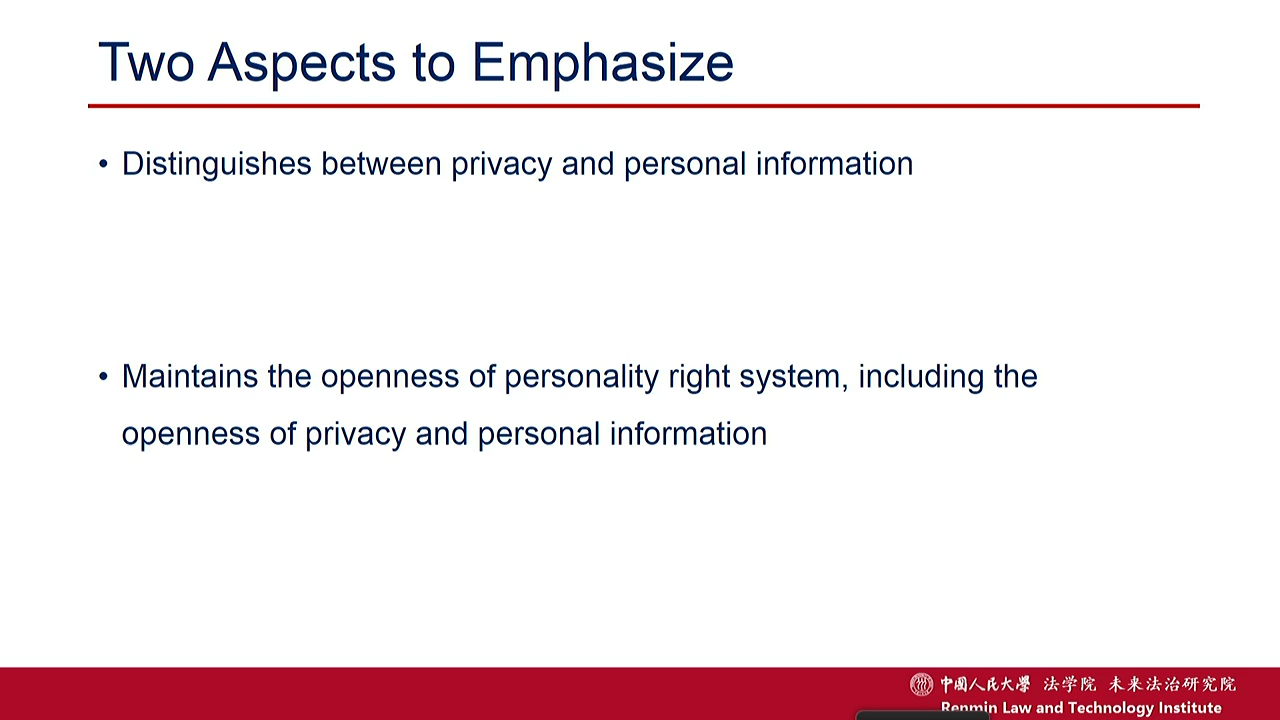 Two Aspects to Emphasize
• Distinguishes between privacy and personal information
• Maintains the openness of personality right system, including the
openness of privacy and personal information
中國人民大學 法学院 未来法治研究院
Renmin Law and Technology Institute